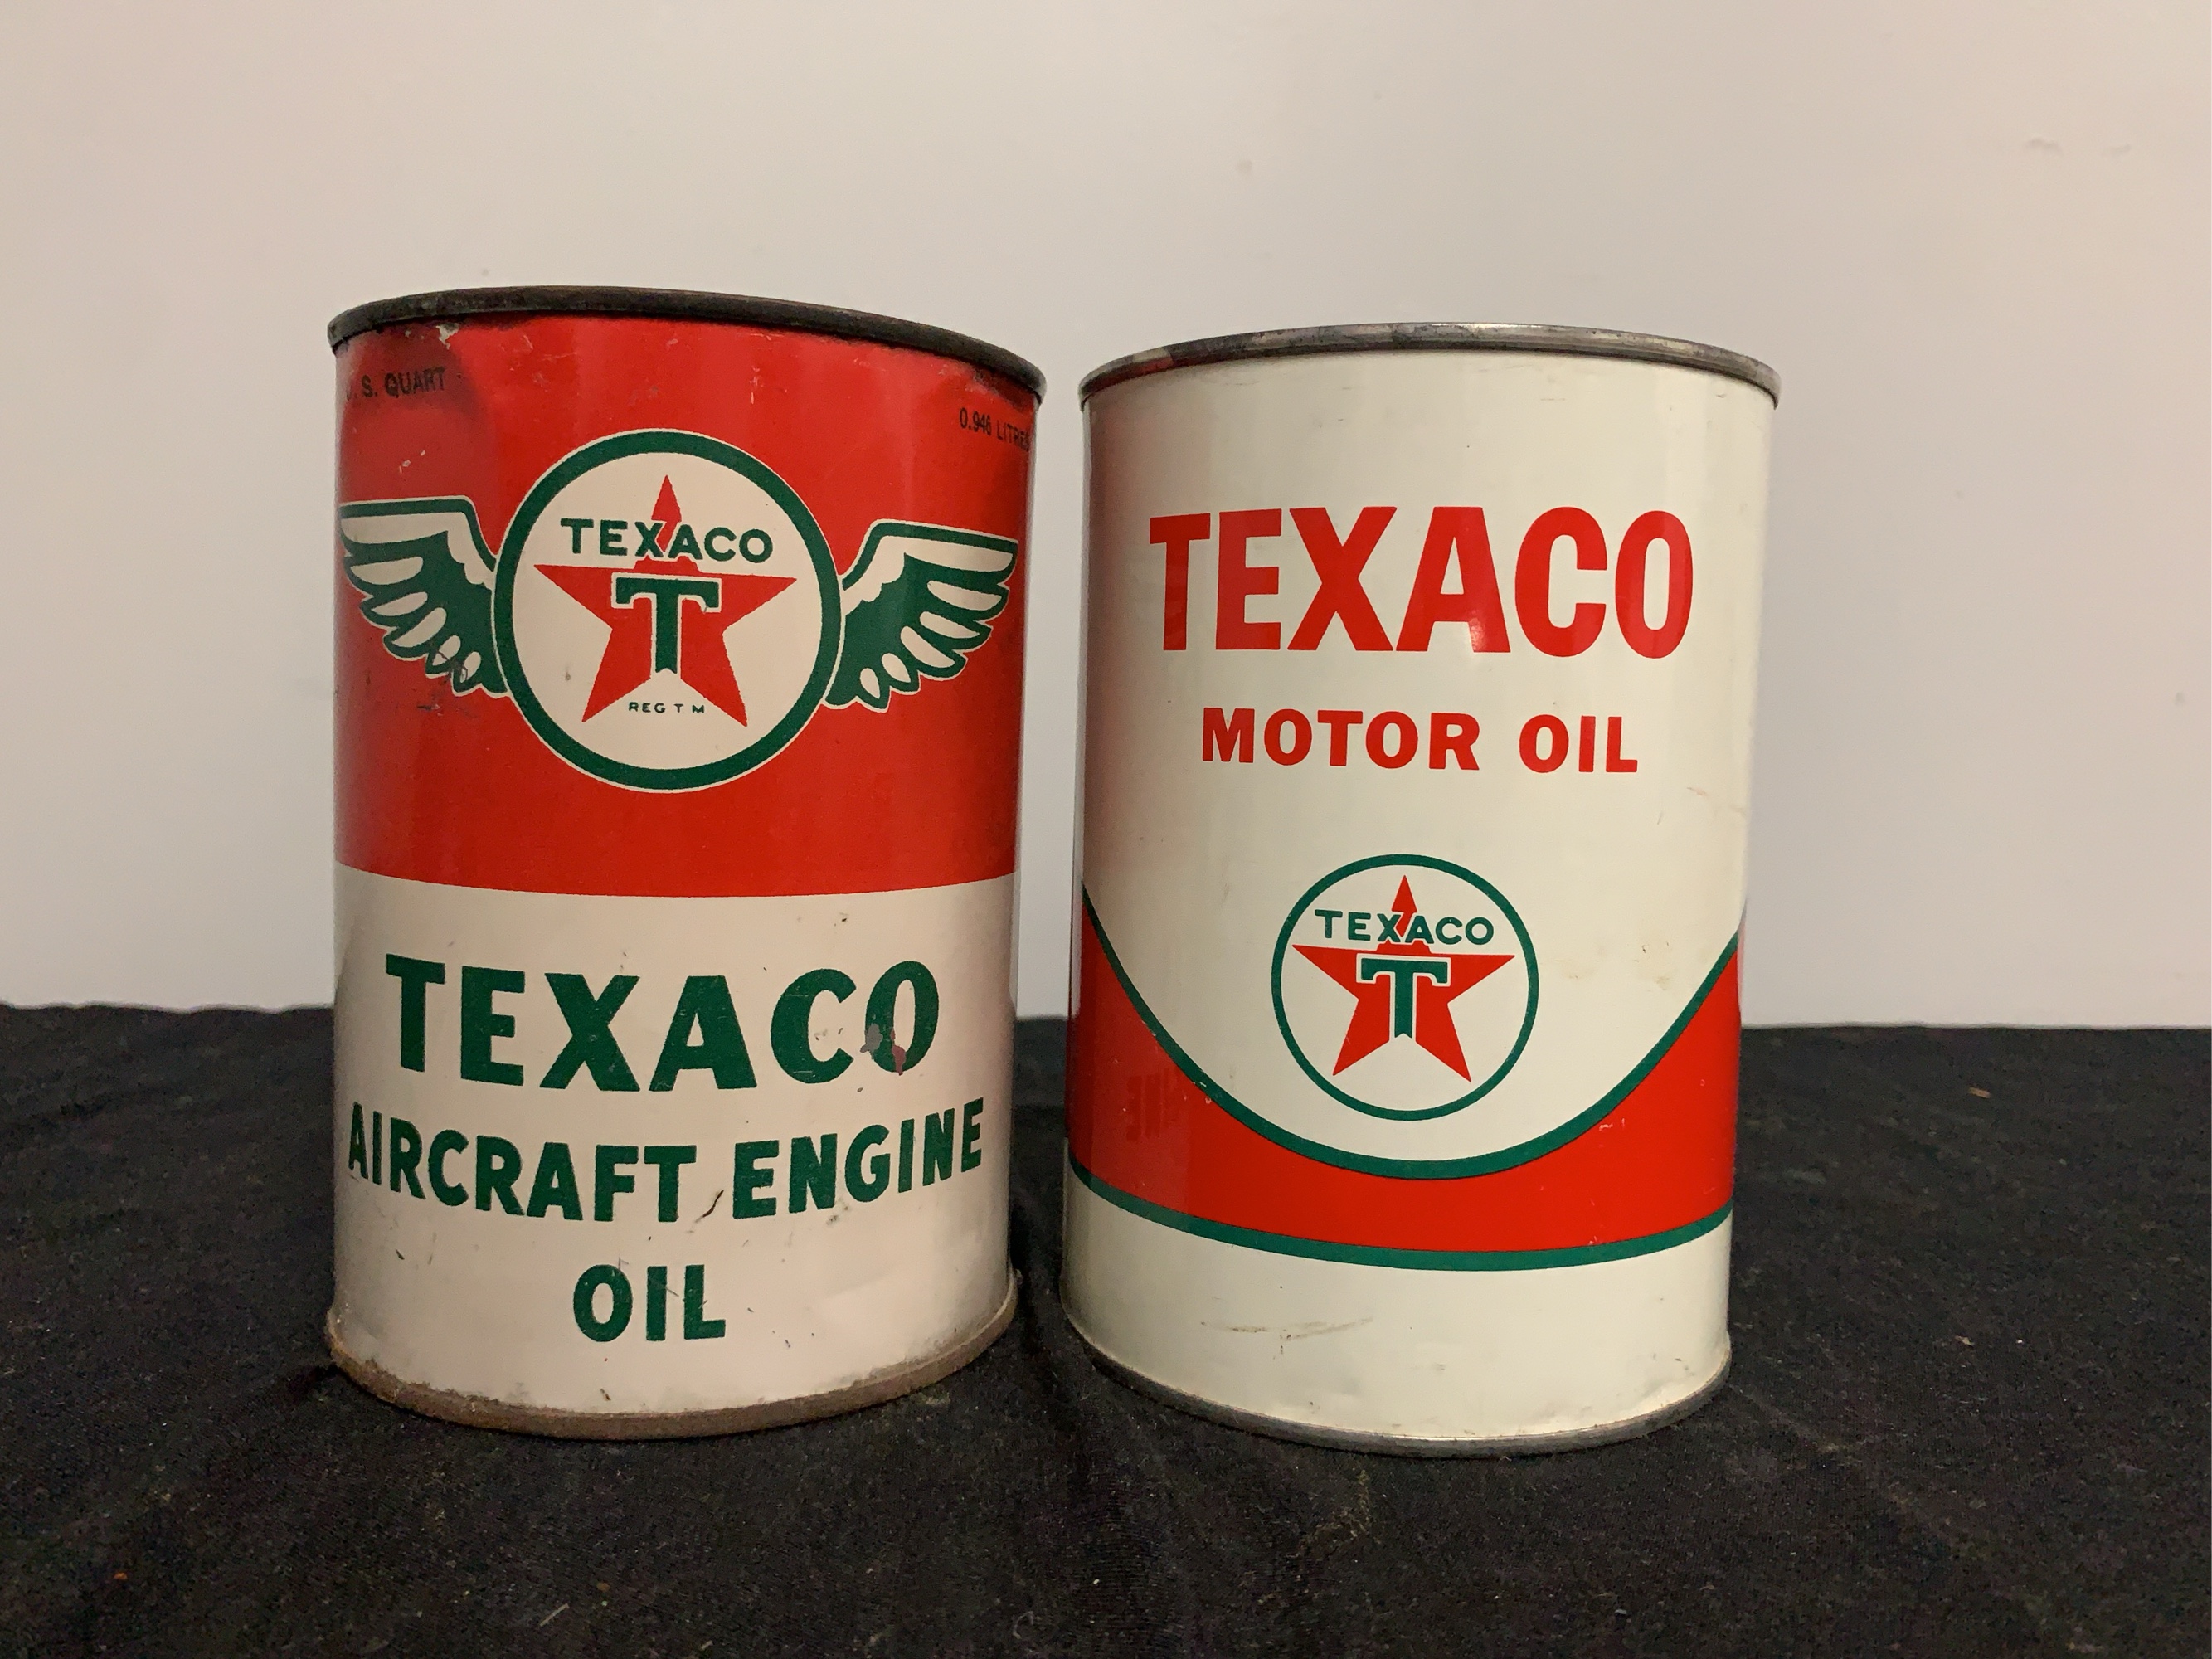 U. S. QUART
0.946 LITRES
TEXACO
T
REG T M
TEXACO
AIRCRAFT ENGINE
OIL
TEXACO
MOTOR OIL
TEXACO
T